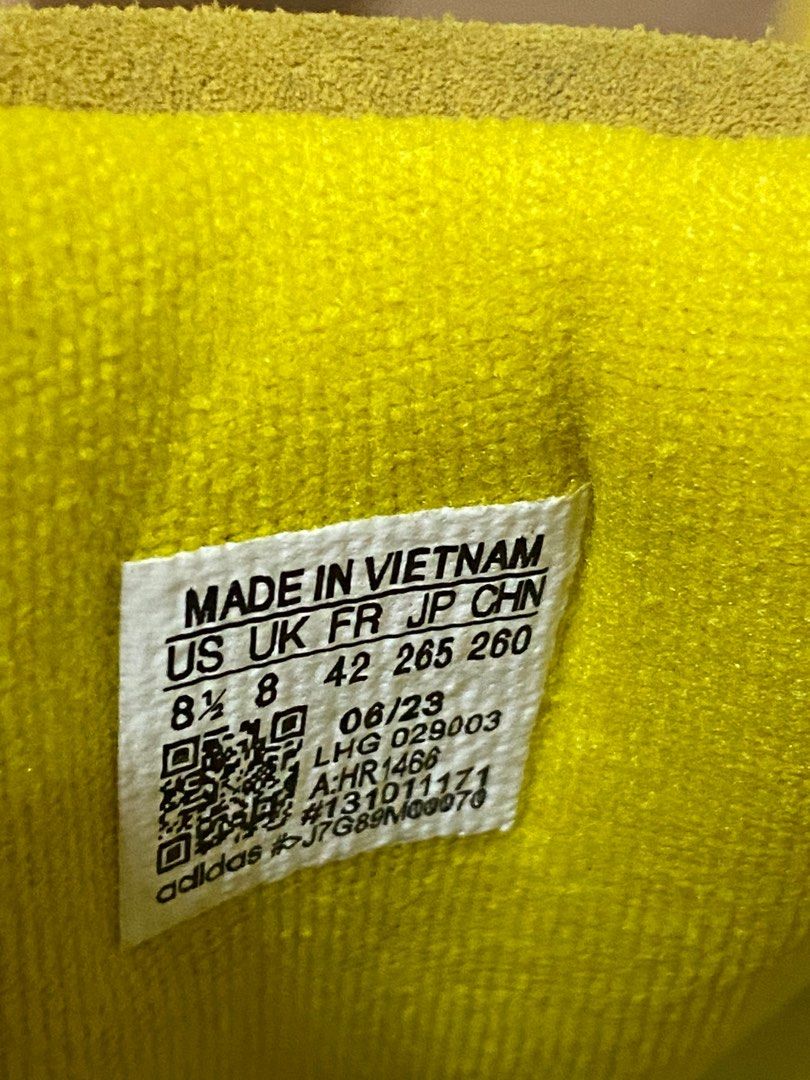 MADE IN VIETNAM
US UK FR JP CHN
8½ 8 42 265 260
06/23
LHG 029003
A:HR1466
#131011171
adidas #>J7G89M00070